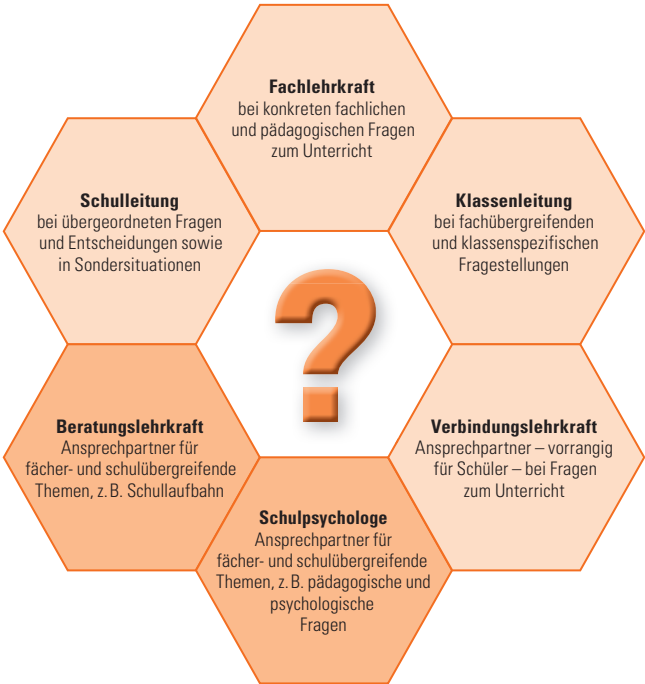 Fachlehrkraft
bei konkreten fachlichen
und pädagogischen Fragen
zum Unterricht
Schulleitung
bei übergeordneten Fragen
und Entscheidungen sowie
in Sondersituationen
Klassenleitung
bei fachübergreifenden
und klassenspezifischen
Fragestellungen
?
Beratungslehrkraft
Ansprechpartner für
fächer- und schulübergreifende
Themen, z. B. Schullaufbahn
Verbindungslehrkraft
Ansprechpartner – vorrangig
für Schüler – bei Fragen
zum Unterricht
Schulpsychologe
Ansprechpartner für
fächer- und schulübergreifende
Themen, z. B. pädagogische und
psychologische
Fragen